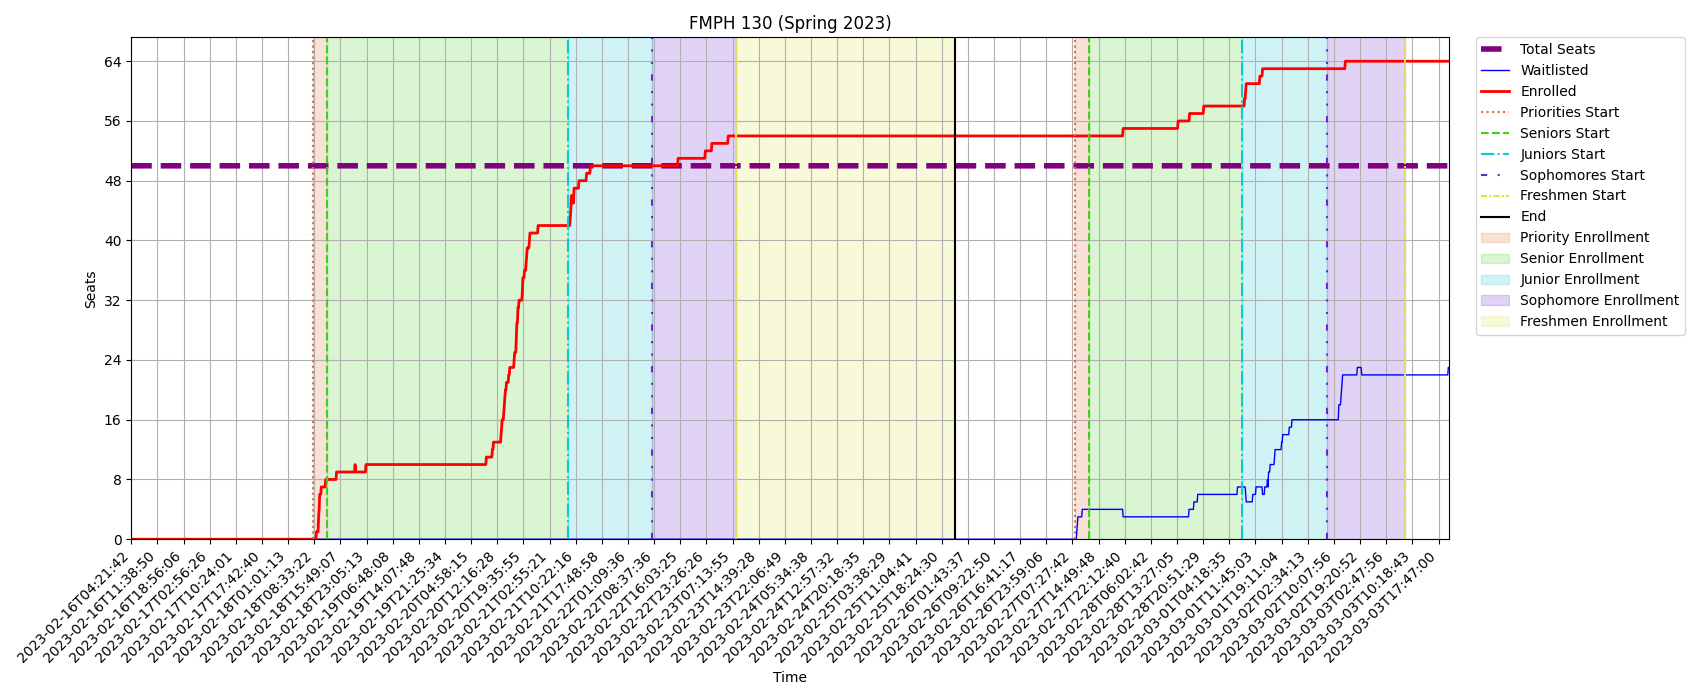 FMPH 130 (Spring 2023)
64
56
48
40
32
24
16
8
0
Seats
2023-02-16T04:21:42
2023-02-16T11:38:50
2023-02-16T18:56:06
2023-02-17T02:56:26
2023-02-17T10:24:01
2023-02-17T17:42:40
2023-02-18T01:01:13
2023-02-18T08:33:22
2023-02-18T15:49:07
2023-02-18T23:05:13
2023-02-19T06:48:08
2023-02-19T14:07:48
2023-02-19T21:25:34
2023-02-20T04:58:15
2023-02-20T12:16:28
2023-02-20T19:35:55
2023-02-21T02:55:21
2023-02-21T10:22:16
2023-02-21T17:48:56
2023-02-22T01:09:36
2023-02-22T08:37:36
2023-02-22T16:03:25
2023-02-22T23:26:26
2023-02-23T07:13:55
2023-02-23T14:39:28
2023-02-23T22:06:49
2023-02-24T05:34:38
2023-02-24T12:57:32
2023-02-24T20:18:35
2023-02-25T03:38:29
2023-02-25T11:04:41
2023-02-25T18:24:30
2023-02-26T01:43:37
2023-02-26T09:22:50
2023-02-26T16:41:17
2023-02-26T23:59:06
2023-02-27T07:27:42
2023-02-27T14:49:48
2023-02-27T22:12:40
2023-02-28T06:02:42
2023-02-28T13:27:05
2023-02-28T20:51:29
2023-03-01T04:18:35
2023-03-01T11:45:03
2023-03-01T19:11:04
2023-03-02T02:34:13
2023-03-02T10:07:56
2023-03-02T19:20:52
2023-03-03T02:47:56
2023-03-03T10:18:43
2023-03-03T17:47:00
Time
Total Seats
Waitlisted
Enrolled
Priorities Start
Seniors Start
Juniors Start
Sophomores Start
Freshmen Start
End
Priority Enrollment
Senior Enrollment
Junior Enrollment
Sophomore Enrollment
Freshmen Enrollment